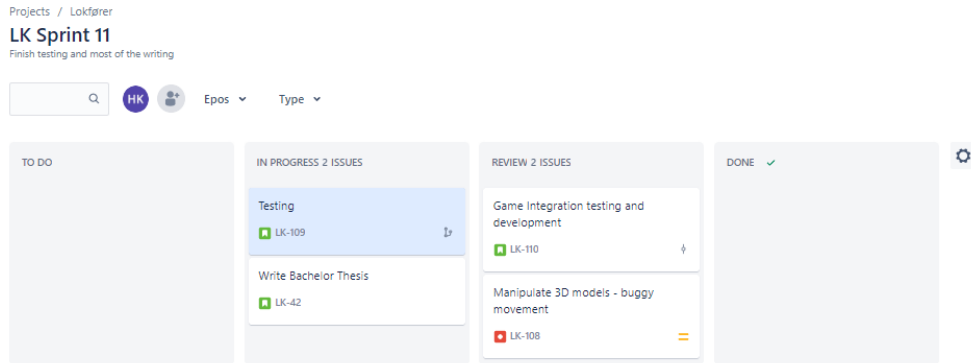 Projects / Lokfører
LK Sprint 11
Finish testing and most of the writing
HK
Epos
Type
TO DO
IN PROGRESS 2 ISSUES
Testing
LK-109
Write Bachelor Thesis
LK-42
REVIEW 2 ISSUES
Game Integration testing and
development
LK-110
Manipulate 3D models - buggy
movement
LK-108
DONE